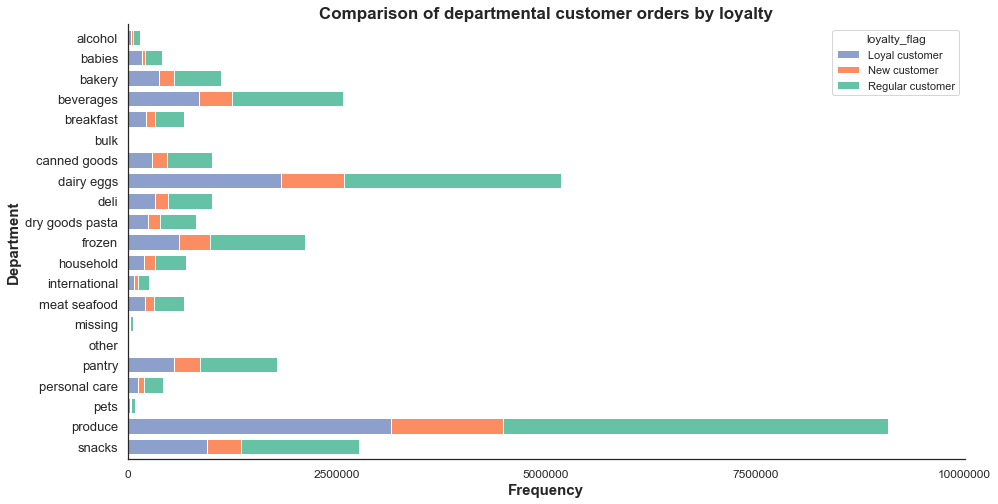 Comparison of departmental customer orders by loyalty
loyalty_flag
Loyal customer
New customer
Regular customer
Department
alcohol
babies
bakery
beverages
breakfast
bulk
canned goods
dairy eggs
deli
dry goods pasta
frozen
household
international
meat seafood
missing
other
pantry
personal care
pets
produce
snacks
0 2500000 5000000 7500000 10000000
Frequency